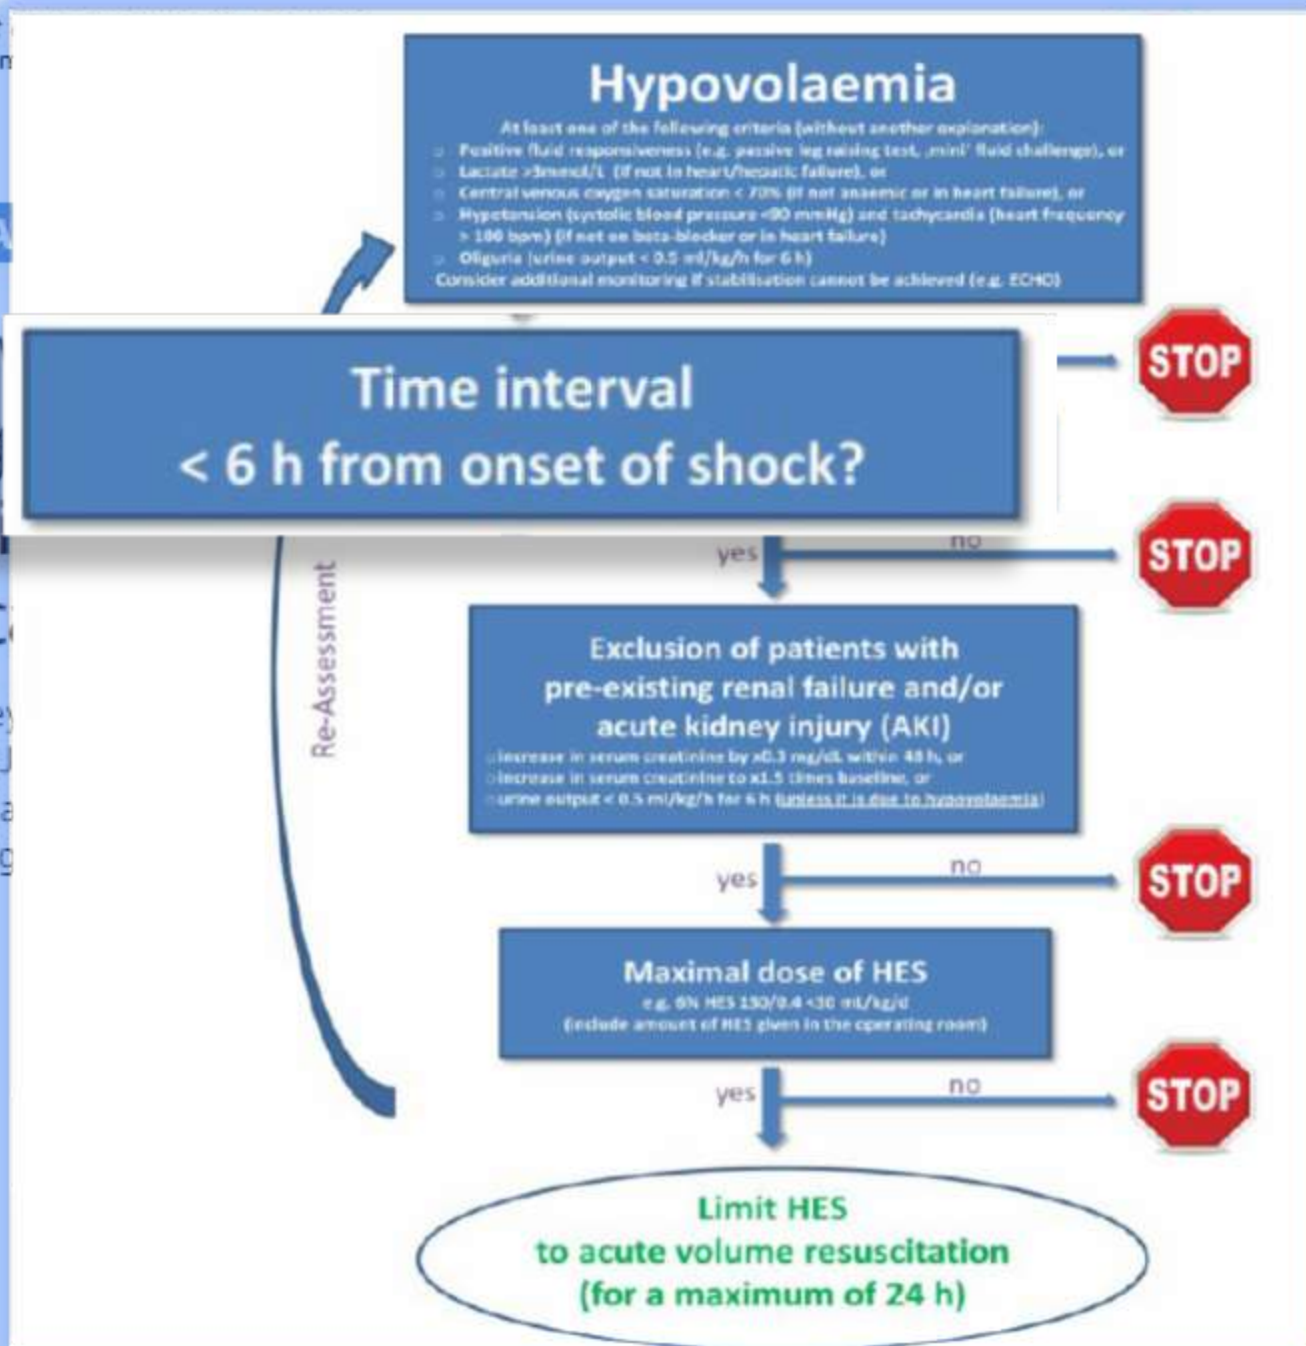 Hypovolaemia
At least one of the following criteria (without another explanation):
Positive fluid responsiveness (e.g. passive leg raising test, ‚mini' fluid challenge), or
Lactate >3mmol/L (if not in heart/hepatic failure), or
Central venous oxygen saturation < 70% (if not anaemic or in heart failure), or
Hypotension (systolic blood pressure <90 mmHg) and tachycardia (heart frequency
> 100 bpm) (if not on beta-blocker or in heart failure)
Oliguria (urine output < 0.5 ml/kg/h for 6 h)
Consider additional monitoring if stabilisation cannot be achieved (e.g. ECHO)
STOP
Time interval
< 6 h from onset of shock?
yes
no
STOP
Re-Assessment
Exclusion of patients with
pre-existing renal failure and/or
acute kidney injury (AKI)
increase in serum creatinine by ≥0.3 mg/dL within 48 h, or
increase in serum creatinine to ≥1.5 times baseline, or
urine output < 0.5 ml/kg/h for 6 h (unless it is due to hypovolaemia)
yes
no
STOP
Maximal dose of HES
e.g. 6% HES 130/0.4 <30 mL/kg/d
(include amount of HES given in the operating room)
yes
no
STOP
Limit HES
to acute volume resuscitation
(for a maximum of 24 h)